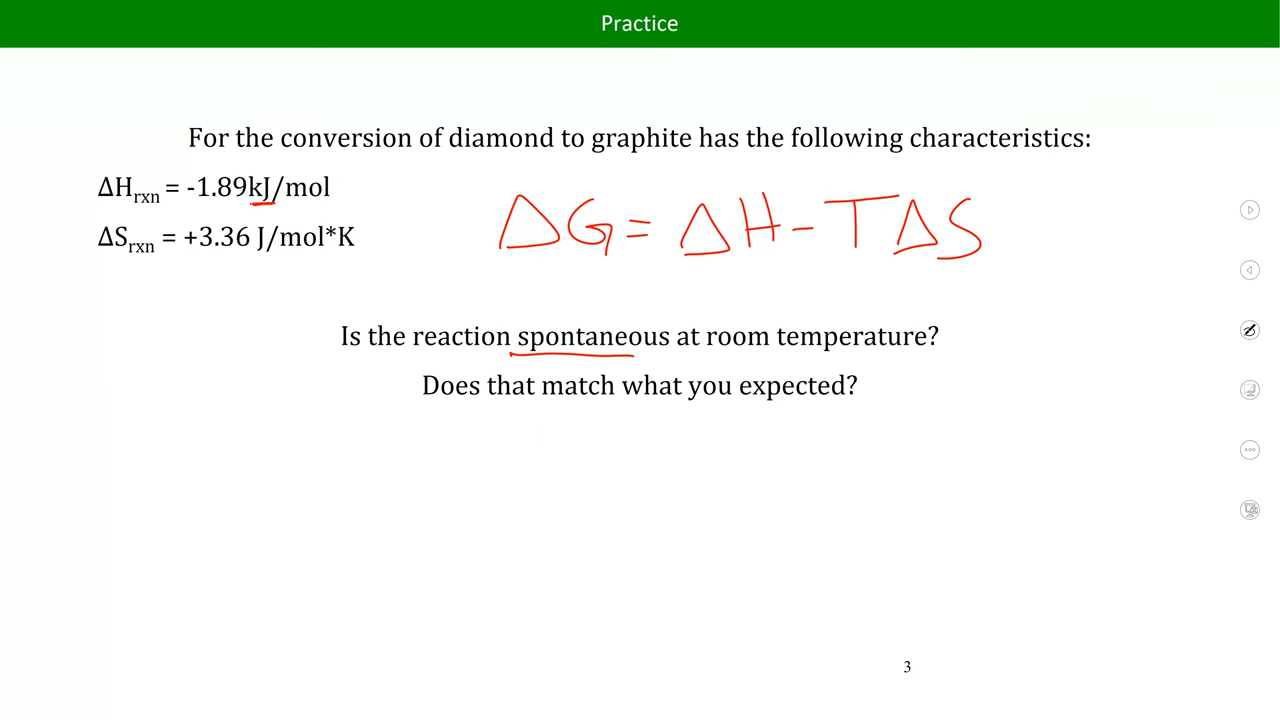 Practice
For the conversion of diamond to graphite has the following characteristics:
ΔHrxn = -1.89kJ/mol
ΔG = ΔH - TΔS
ΔSrxn = +3.36 J/mol*K
Is the reaction spontaneous at room temperature?
Does that match what you expected?
3